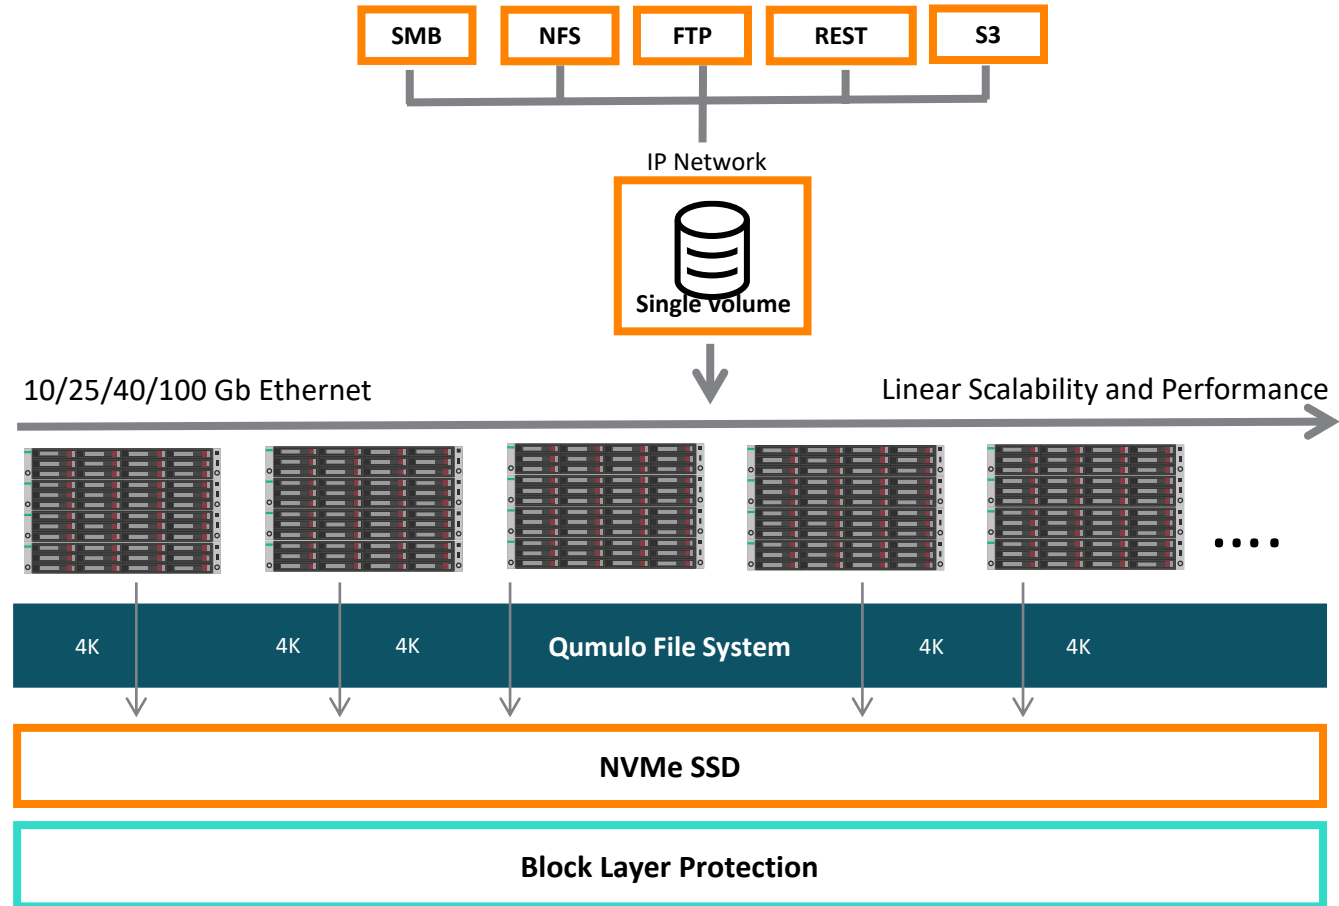 SMB
NFS
FTP
REST
S3
IP Network
Single Volume
10/25/40/100 Gb Ethernet
Linear Scalability and Performance
....
4K
4K
4K
Qumulo File System
4K
4K
NVMe SSD
Block Layer Protection